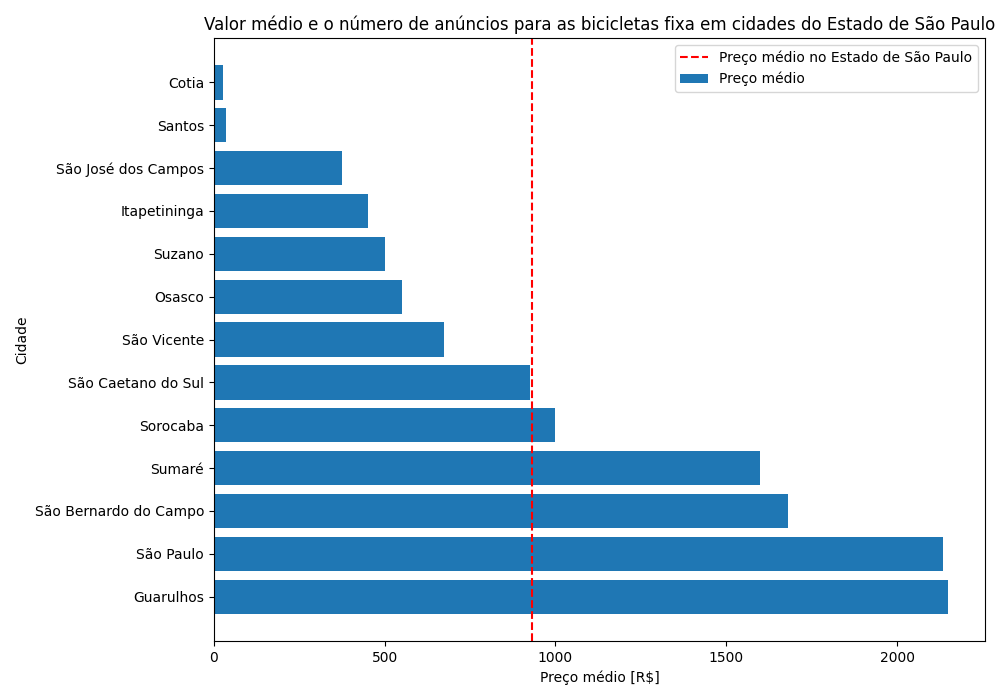 Valor médio e o número de anúncios para as bicicletas fixa em cidades do Estado de São Paulo
Preço médio no Estado de São Paulo
Preço médio
Cidade
Cotia
Santos
São José dos Campos
Itapetininga
Suzano
Osasco
São Vicente
São Caetano do Sul
Sorocaba
Sumaré
São Bernardo do Campo
São Paulo
Guarulhos
0 500 1000 1500 2000
Preço médio [R$]